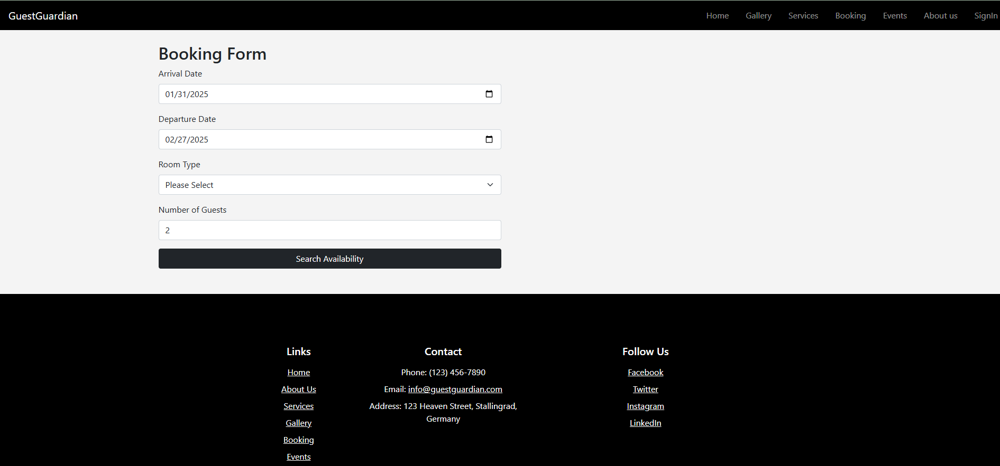 GuestGuardian
Home Gallery Services Booking Events About us SignIn
Booking Form
Arrival Date
01/31/2025
Departure Date
02/27/2025
Room Type
Please Select
Number of Guests
2
Search Availability
Links
Home
About Us
Services
Gallery
Booking
Events
Contact
Phone: (123) 456-7890
Email: info@guestguardian.com
Address: 123 Heaven Street, Stallingrad,
Germany
Follow Us
Facebook
Twitter
Instagram
LinkedIn